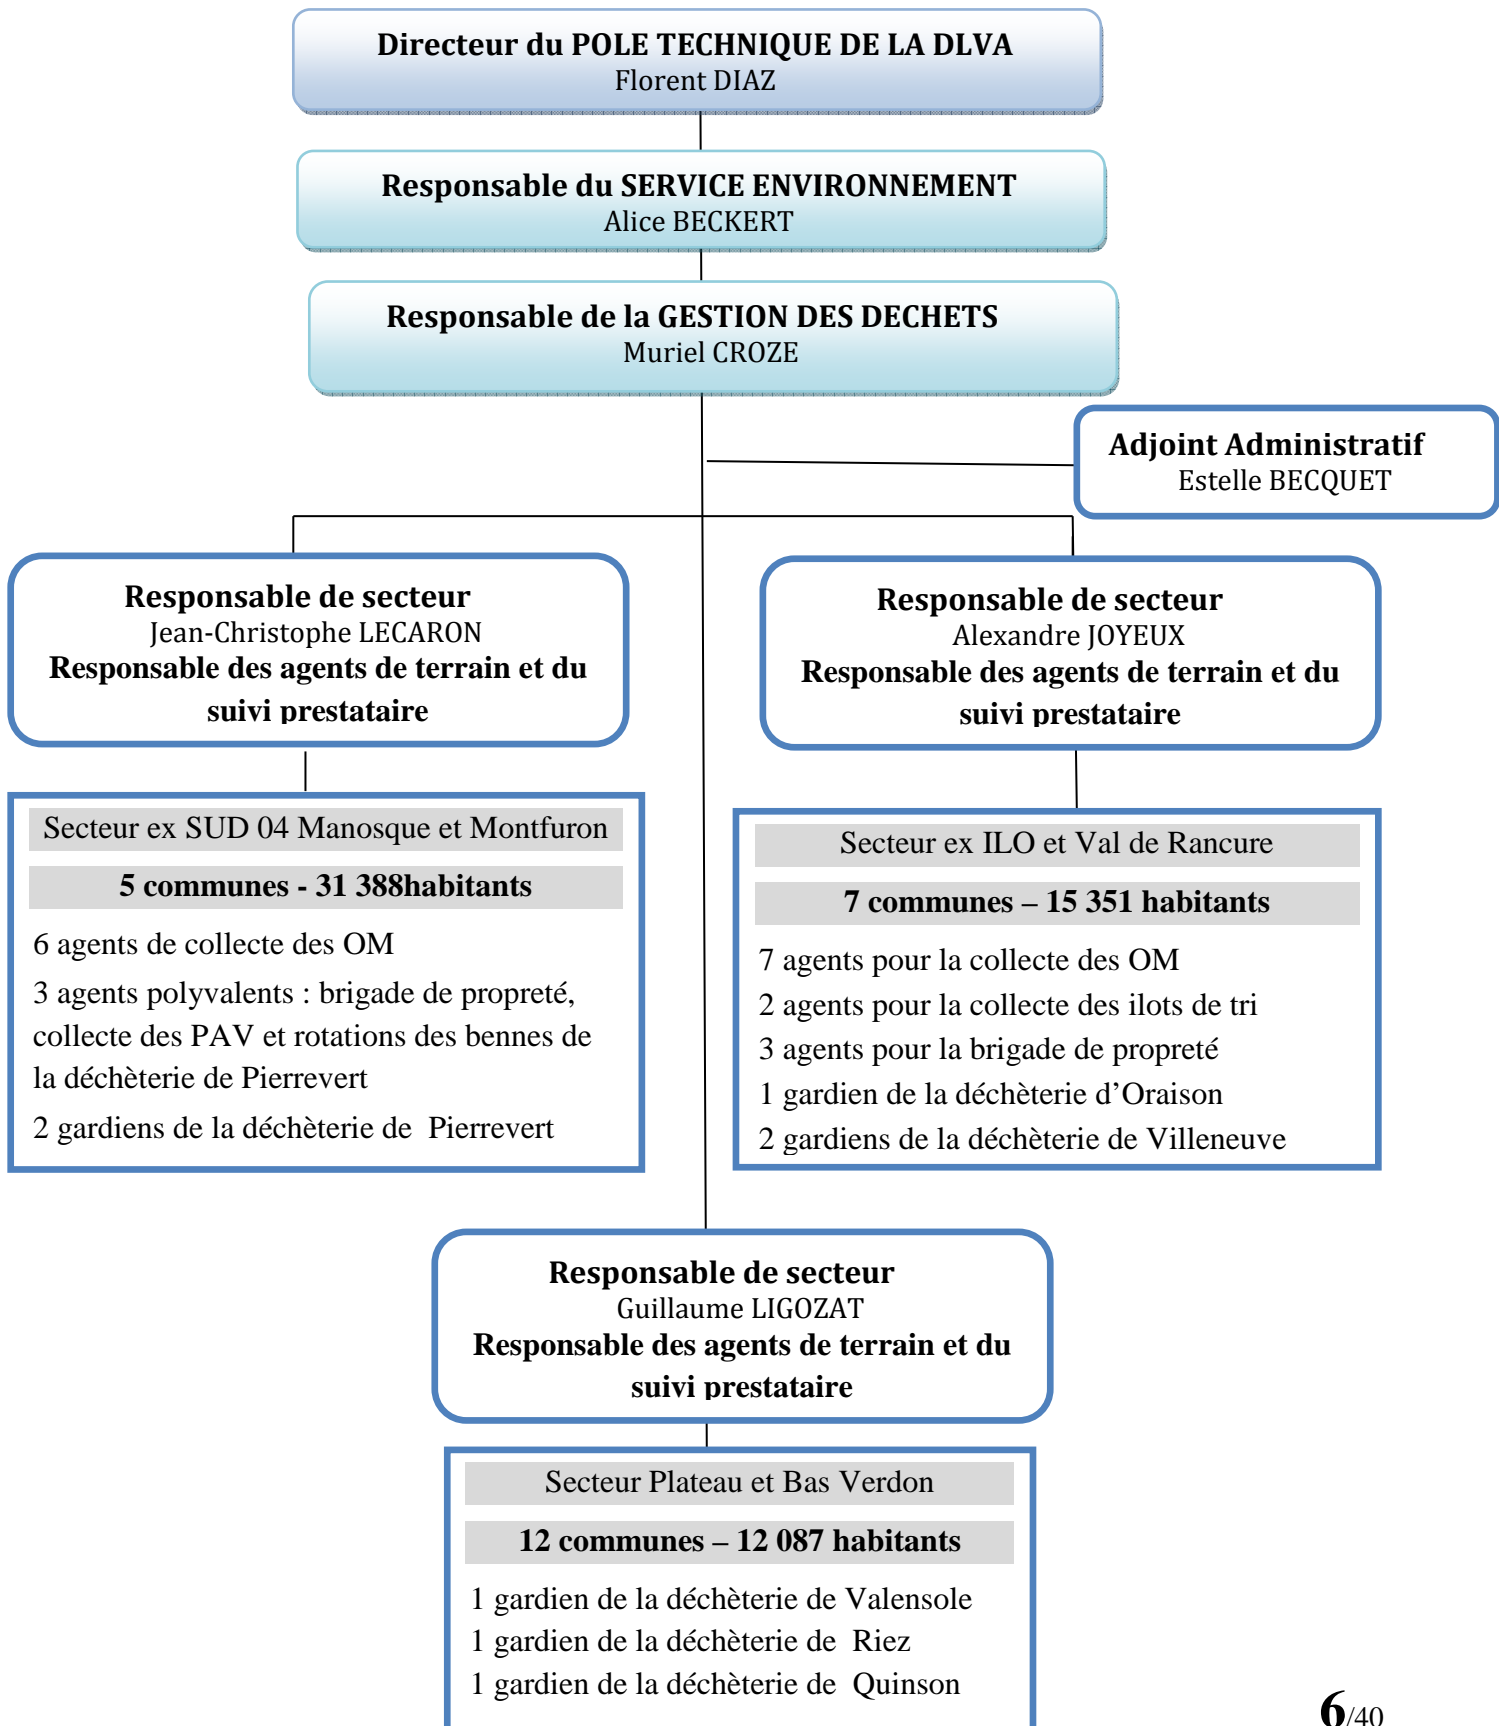 Directeur du POLE TECHNIQUE DE LA DLVA
Florent DIAZ
Responsable du SERVICE ENVIRONNEMENT
Alice BECKERT
Responsable de la GESTION DES DECHETS
Muriel CROZE
Adjoint Administratif
Estelle BECQUET
Responsable de secteur
Jean-Christophe LECARON
Responsable des agents de terrain et du
suivi prestataire
Responsable de secteur
Alexandre JOYEUX
Responsable des agents de terrain et du
suivi prestataire
Secteur ex SUD 04 Manosque et Montfuron
5 communes - 31 388habitants
6 agents de collecte des OM
3 agents polyvalents : brigade de propreté,
collecte des PAV et rotations des bennes de
la déchèterie de Pierrevert
2 gardiens de la déchèterie de  Pierrevert
Secteur ex ILO et Val de Rancure
7 communes – 15 351 habitants
7 agents pour la collecte des OM
2 agents pour la collecte des ilots de tri
3 agents pour la brigade de propreté
1 gardien de la déchèterie d’Oraison
2 gardiens de la déchèterie de Villeneuve
Responsable de secteur
Guillaume LIGOZAT
Responsable des agents de terrain et du
suivi prestataire
Secteur Plateau et Bas Verdon
12 communes – 12 087 habitants
1 gardien de la déchèterie de Valensole
1 gardien de la déchèterie de  Riez
1 gardien de la déchèterie de  Quinson
6/40